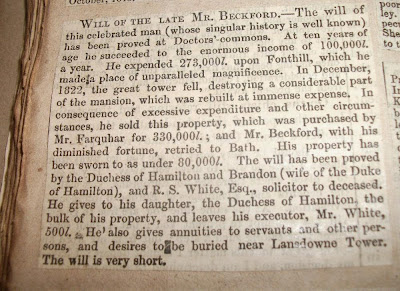 October, 
WILL OF THE LATE MR. BECKFORD.—The will of
this celebrated man (whose singular history is well known)
has been proved at Doctors'-commons. At ten years of
age he succeeded to the enormous income of 100,000l.
a year. He expended 273,000l. upon Fonthill, which he
made a place of unparalleled magnificence. In December,
1822, the great tower fell, destroying a considerable part
of the mansion, which was rebuilt at immense expense. In
consequence of excessive expenditure and other circum-
stances, he sold this property, which was purchased by
Mr. Farquhar for 330,000l.; and Mr. Beckford, with his
diminished fortune, retried to Bath. His property has
been sworn to as under 80,000l. The will has been proved
by the Duchess of Hamilton and Brandon (wife of the Duke
of Hamilton), and R. S. White, Esq., solicitor to deceased.
He gives to his daughter, the Duchess of Hamilton, the
bulk of his property, and leaves his executor, Mr. White,
500l. He also gives annuities to servants and other per-
sons, and desires to be buried near Lansdowne Tower.
The will is very short.